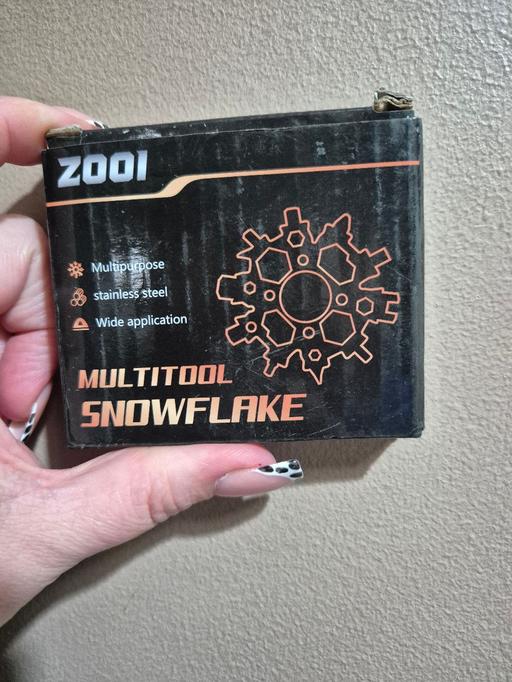 ZOOI
Multipurpose
stainless steel
Wide application
MULTITOOL
SNOWFLAKE